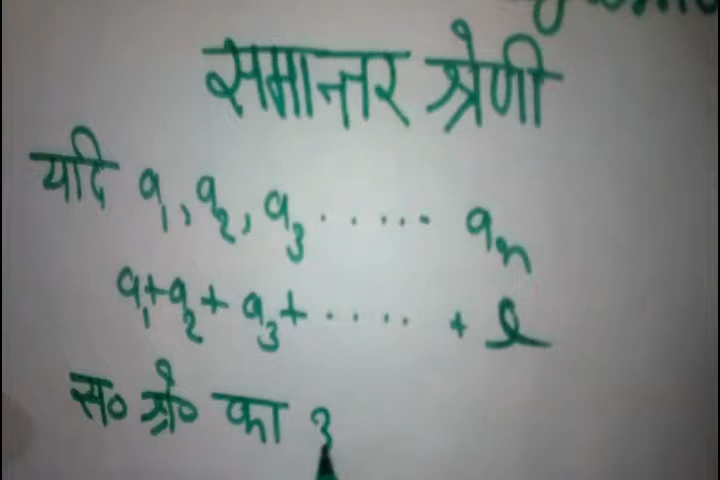 समान्तर श्रेणी
यदि a₁, a₂, a₃ ...... aₙ
a₁+a₂+ a₃+ ..... + l
स० श्रे० का